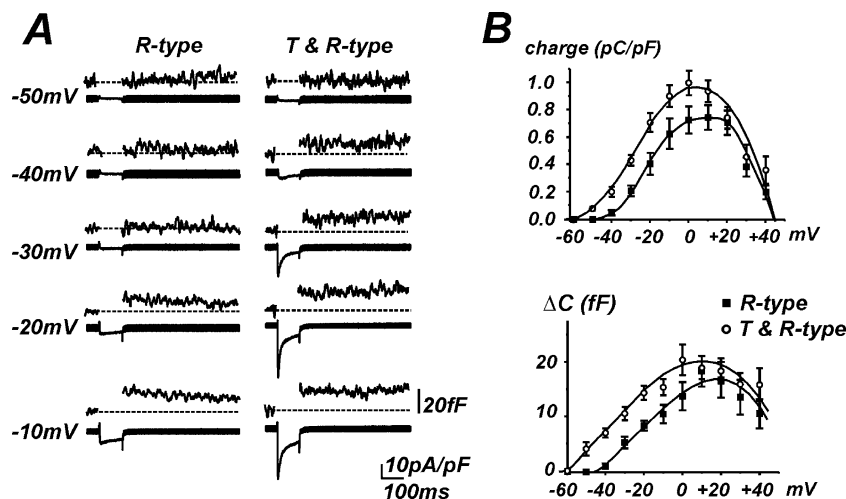 A
R-type
T & R-type
-50mV
-40mV
-30mV
-20mV
-10mV
20fF
10pA/pF
100ms
B
charge (pC/pF)
1.0
0.8
0.6
0.4
0.2
0.0
-60 -40 -20 0 +20 +40 mV
ΔC (fF)
R-type
T & R-type
20
10
0
-60 -40 -20 0 +20 +40 mV